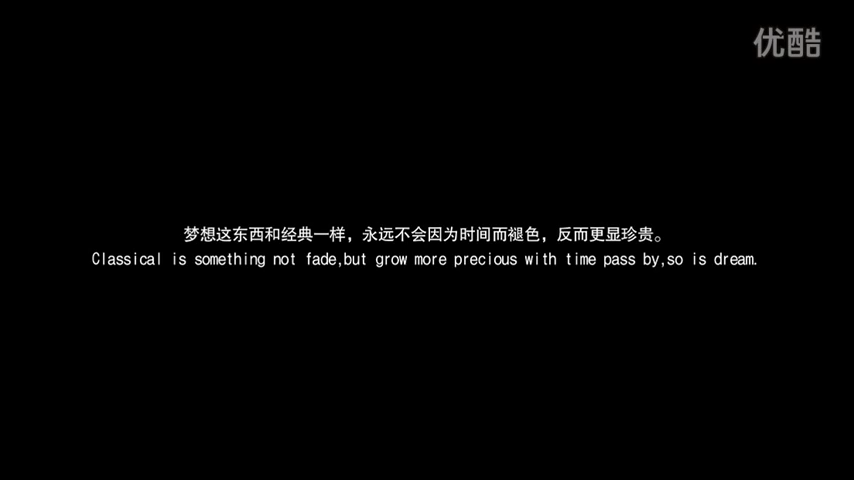 优酷
梦想这东西和经典一样，永远不会因为时间而褪色，反而更显珍贵。
Classical is something not fade,but grow more precious with time pass by,so is dream.